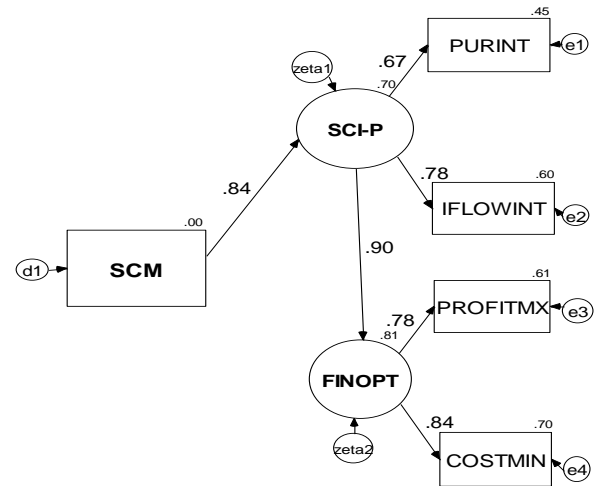 .45
PURINT
e1
zeta1
.67
.70
SCI-P
.78
.60
IFLOWINT
e2
.84
.00
d1
SCM
.90
.61
PROFITMX
e3
.78
.81
FINOPT
.84
.70
COSTMIN
e4
zeta2